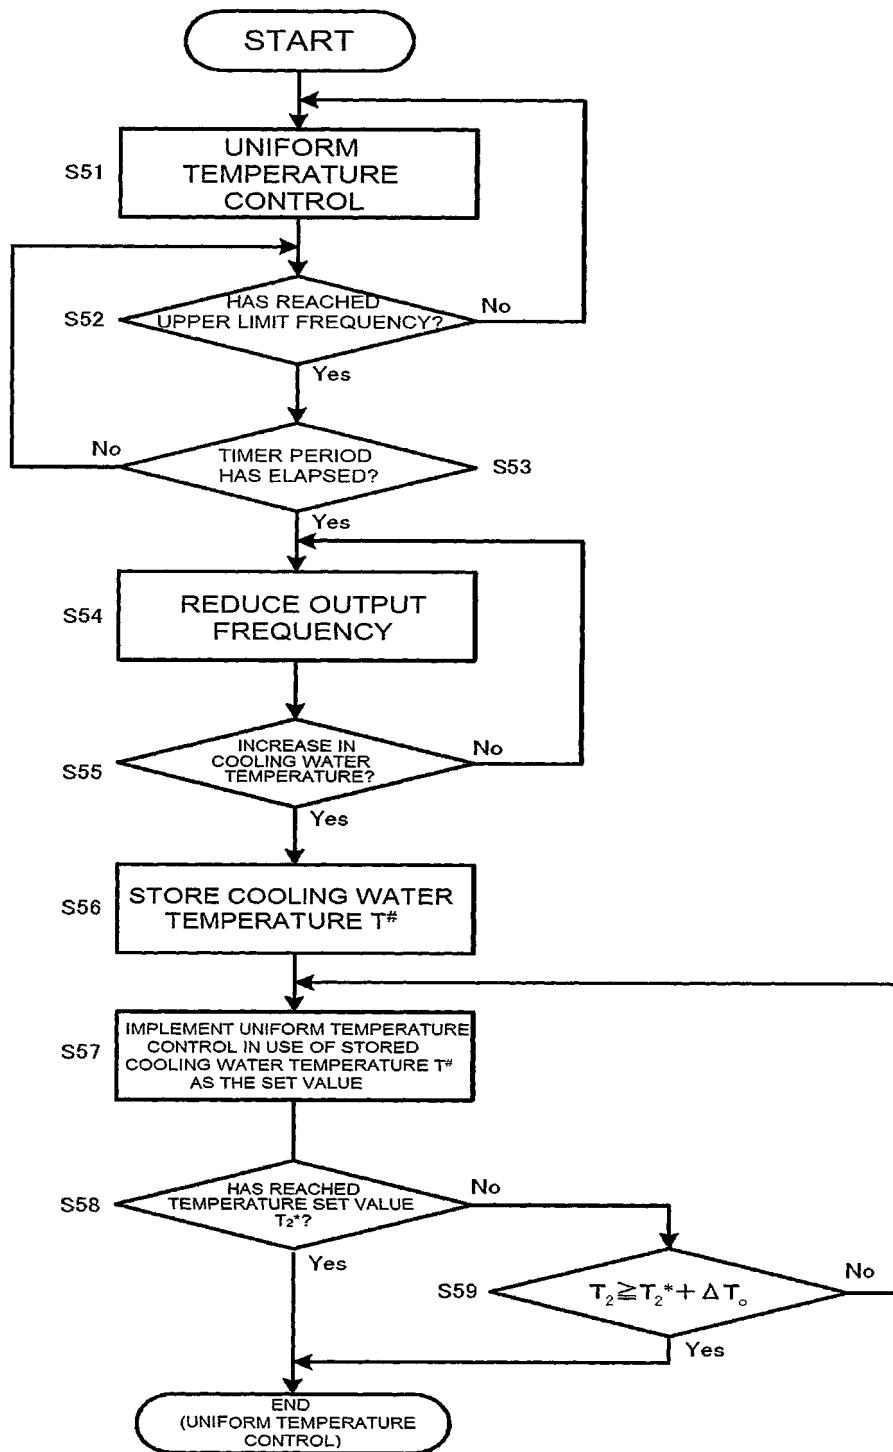 START
S51
UNIFORM
TEMPERATURE
CONTROL
S52
HAS REACHED
UPPER LIMIT FREQUENCY?
No
Yes
No
TIMER PERIOD
HAS ELAPSED?
S53
Yes
S54
REDUCE OUTPUT
FREQUENCY
S55
INCREASE IN
COOLING WATER
TEMPERATURE?
No
Yes
S56
STORE COOLING WATER
TEMPERATURE T#
S57
IMPLEMENT UNIFORM TEMPERATURE
CONTROL IN USE OF STORED
COOLING WATER TEMPERATURE T#
AS THE SET VALUE
S58
HAS REACHED
TEMPERATURE SET VALUE
T₂*?
No
Yes
S59
T₂≧T₂*+ΔT₀
No
Yes
END
(UNIFORM TEMPERATURE
CONTROL)